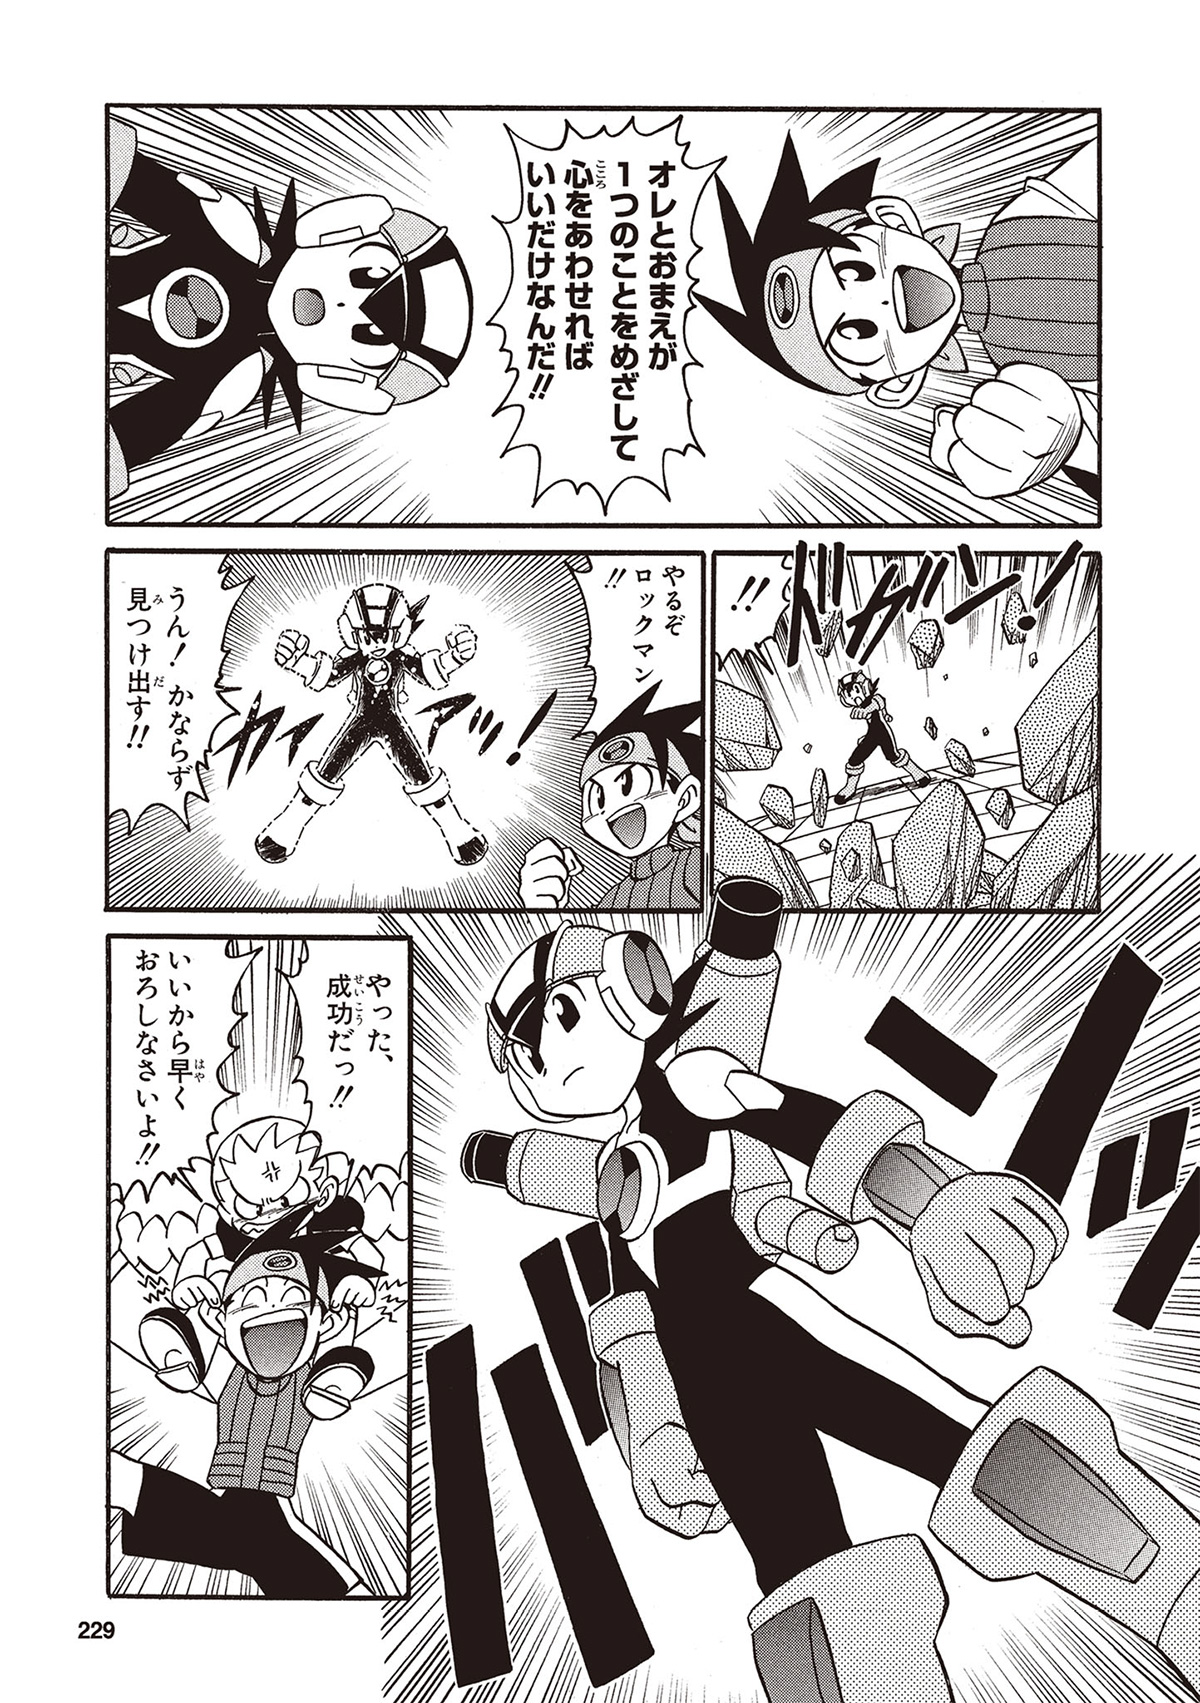 オレとおまえが
１つのことをめざして
心をあわせれば
いいだけなんだ!!
こころ
ドガガン！
!!
やるぞ
ロックマン
!!
カァァッ！
うん！かならず
見つけ出す!!
み
だ
やった、
成功だっ!!
せいこう
いいから早く
おろしなさいよ!!
はや
229